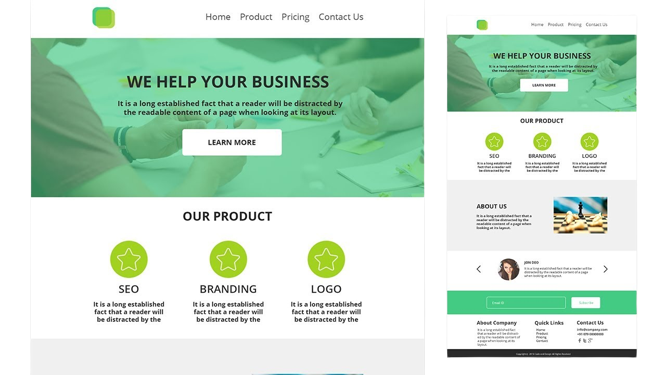 Home Product Pricing Contact Us
WE HELP YOUR BUSINESS
It is a long established fact that a reader will be distracted by
the readable content of a page when looking at its layout.
LEARN MORE
OUR PRODUCT
SEO
BRANDING
LOGO
It is a long established
fact that a reader will
be distracted by the
It is a long established
fact that a reader will
be distracted by the
It is a long established
fact that a reader will
be distracted by the
Home Product Pricing Contact Us
WE HELP YOUR BUSINESS
It is a long established fact that a reader will be distracted by
the readable content of a page when looking at its layout.
LEARN MORE
OUR PRODUCT
SEO
BRANDING
LOGO
It is a long established
fact that a reader will
be distracted by the
It is a long established
fact that a reader will
be distracted by the
It is a long established
fact that a reader will
be distracted by the
ABOUT US
It is a long established fact that a
reader will be distracted by the
readable content of a page when
looking at its layout.
It is a long established fact that a reader will be
distracted by the readable content of a page when looking at
its layout.
About Company
It is a long established
fact that a reader will
be distracted by the
readable content of a
page when looking at its
layout.
Quick Links
Home
Product
Pricing
Contact
Contact Us
info@company.com